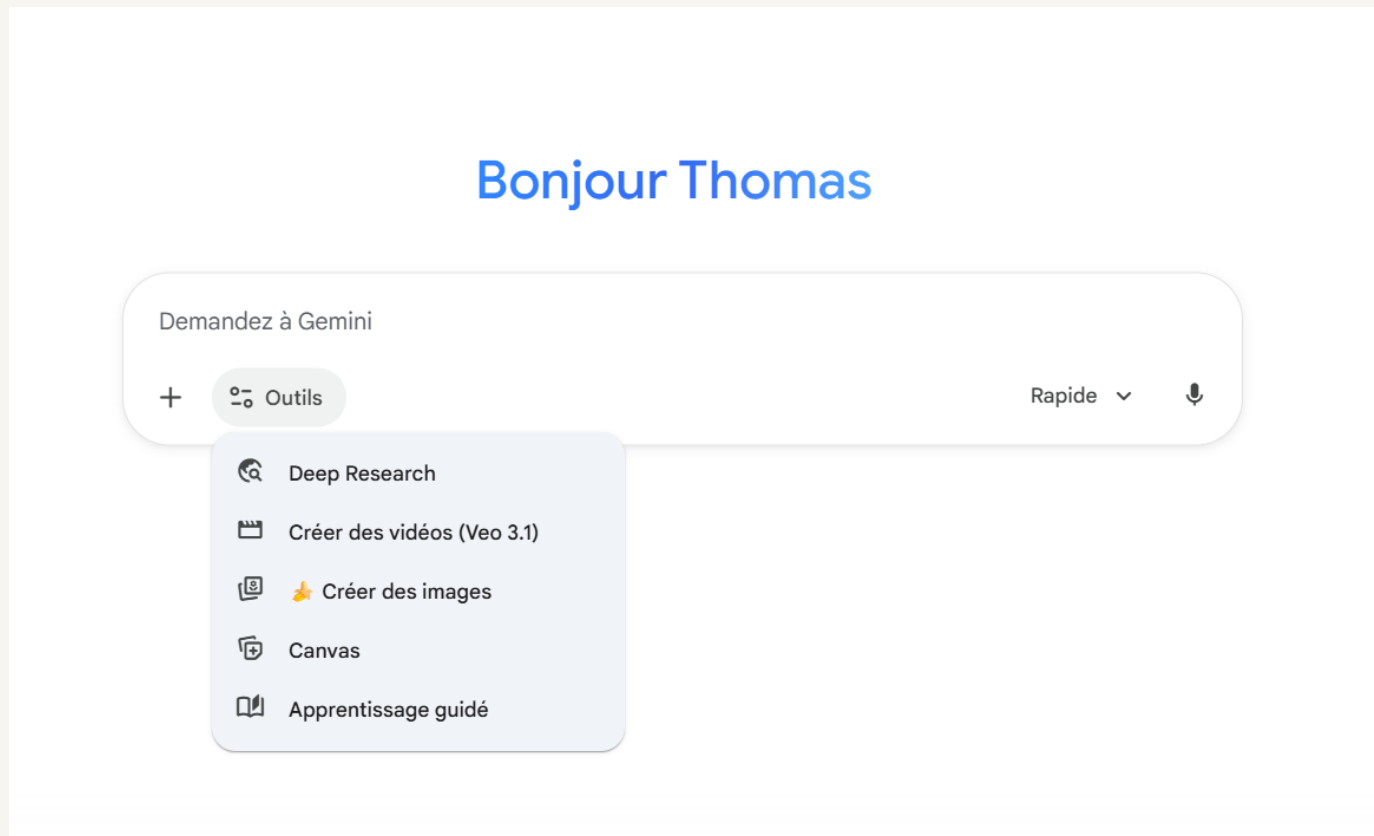 Bonjour Thomas
Demandez à Gemini
Outils
Rapide
Deep Research
Créer des vidéos (Veo 3.1)
🍌 Créer des images
Canvas
Apprentissage guidé